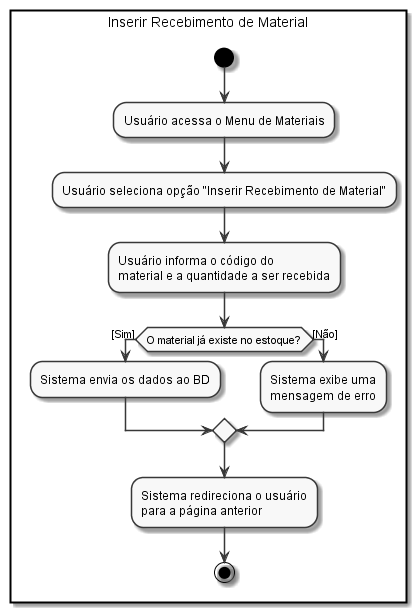 Inserir Recebimento de Material
Usuário acessa o Menu de Materiais
Usuário seleciona opção "Inserir Recebimento de Material"
Usuário informa o código do
material e a quantidade a ser recebida
[Sim]
O material já existe no estoque?
[Não]
Sistema envia os dados ao BD
Sistema exibe uma
mensagem de erro
Sistema redireciona o usuário
para a página anterior